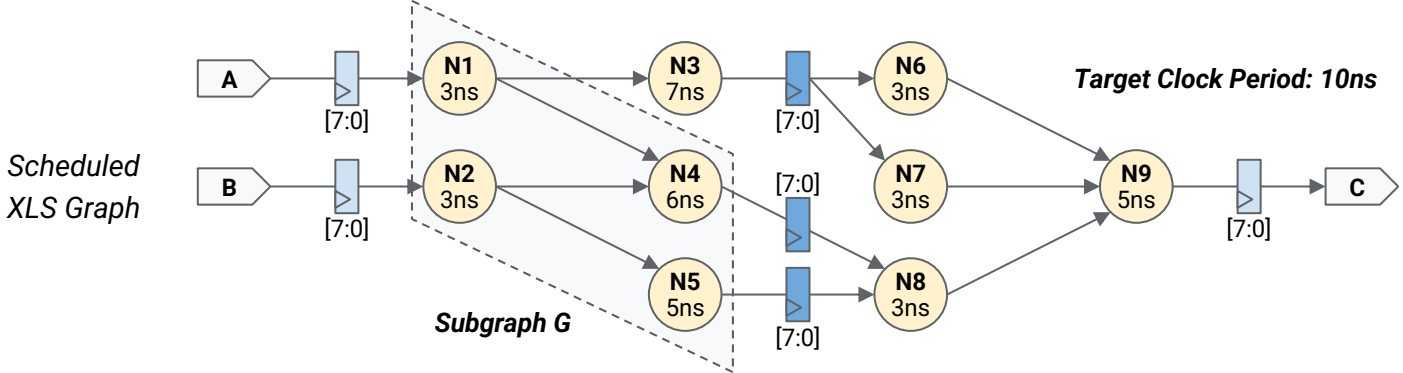 A
[7:0]
N1
3ns
N3
7ns
[7:0]
N6
3ns
Target Clock Period: 10ns
Scheduled
XLS Graph
B
[7:0]
N2
3ns
N4
6ns
[7:0]
N7
3ns
N9
5ns
[7:0]
C
N5
5ns
[7:0]
N8
3ns
Subgraph G